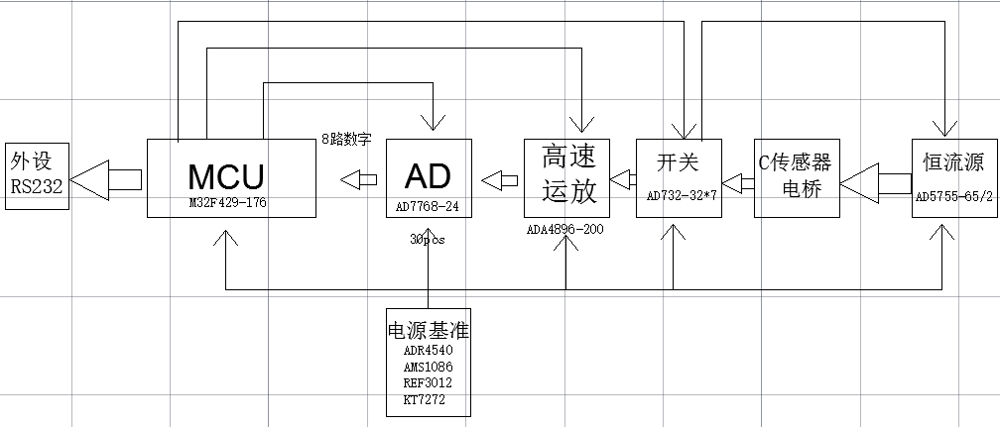 外设
RS232
MCU
M32F429-176
8路数字
AD
AD7768-24
30pcs
高速
运放
ADA4896-200
开关
AD732-32*7
C传感器
电桥
恒流源
AD5755-65/2
电源基准
ADR4540
AMS1086
REF3012
KT7272